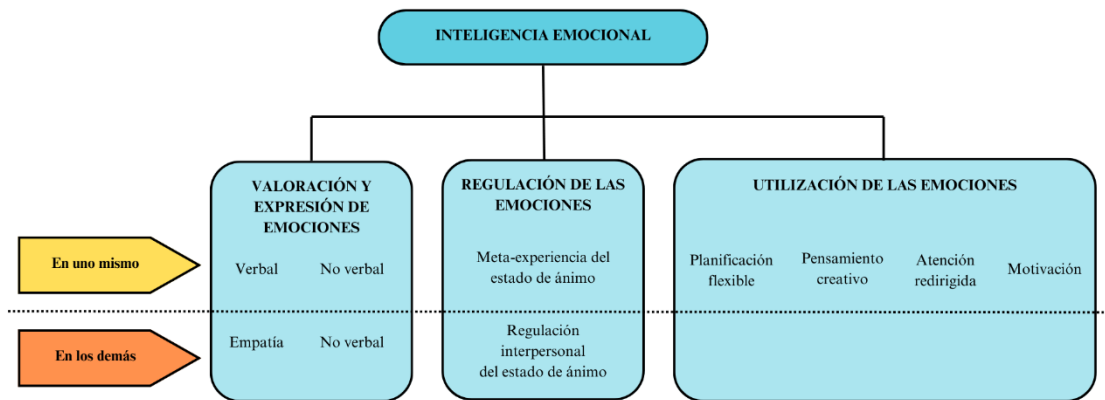 INTELIGENCIA EMOCIONAL
VALORACIÓN Y
EXPRESIÓN DE
EMOCIONES
REGULACIÓN DE LAS
EMOCIONES
UTILIZACIÓN DE LAS EMOCIONES
En uno mismo
Verbal
No verbal
Meta-experiencia del
estado de ánimo
Planificación
flexible
Pensamiento
creativo
Atención
redirigida
Motivación
En los demás
Empatía
No verbal
Regulación
interpersonal
del estado de ánimo